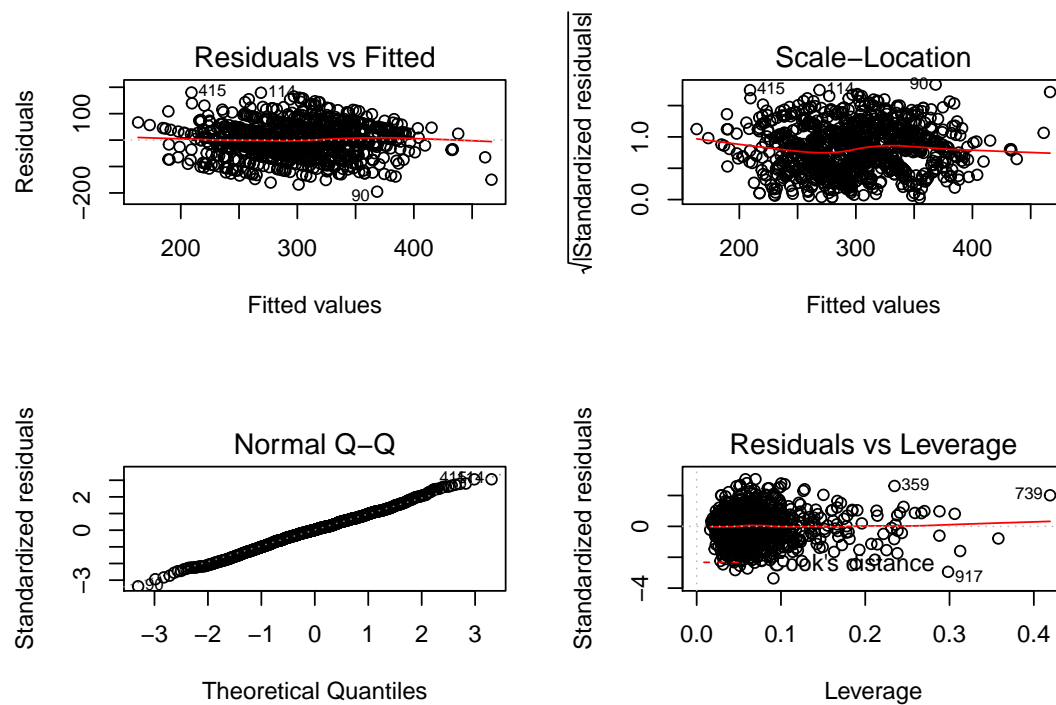 Residuals vs Fitted
Residuals
100
−200
415
114
90
200
300
400
Fitted values
Scale−Location
√|Standardized residuals|
1.0
0.0
415
114
90
200
300
400
Fitted values
Normal Q−Q
Standardized residuals
2
0
−3
415
114
90
−3 −2 −1 0 1 2 3
Theoretical Quantiles
Residuals vs Leverage
Standardized residuals
0
−4
359
739
917
Cook's distance
0.0 0.1 0.2 0.3 0.4
Leverage